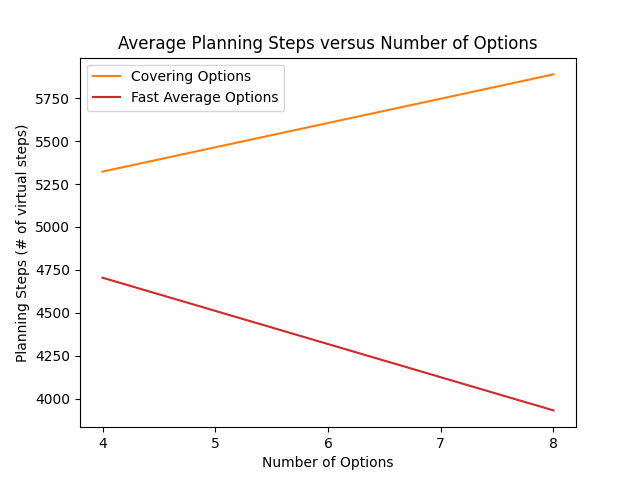 Average Planning Steps versus Number of Options
Covering Options
Fast Average Options
Planning Steps (# of virtual steps)
5750
5500
5250
5000
4750
4500
4250
4000
4 5 6 7 8
Number of Options